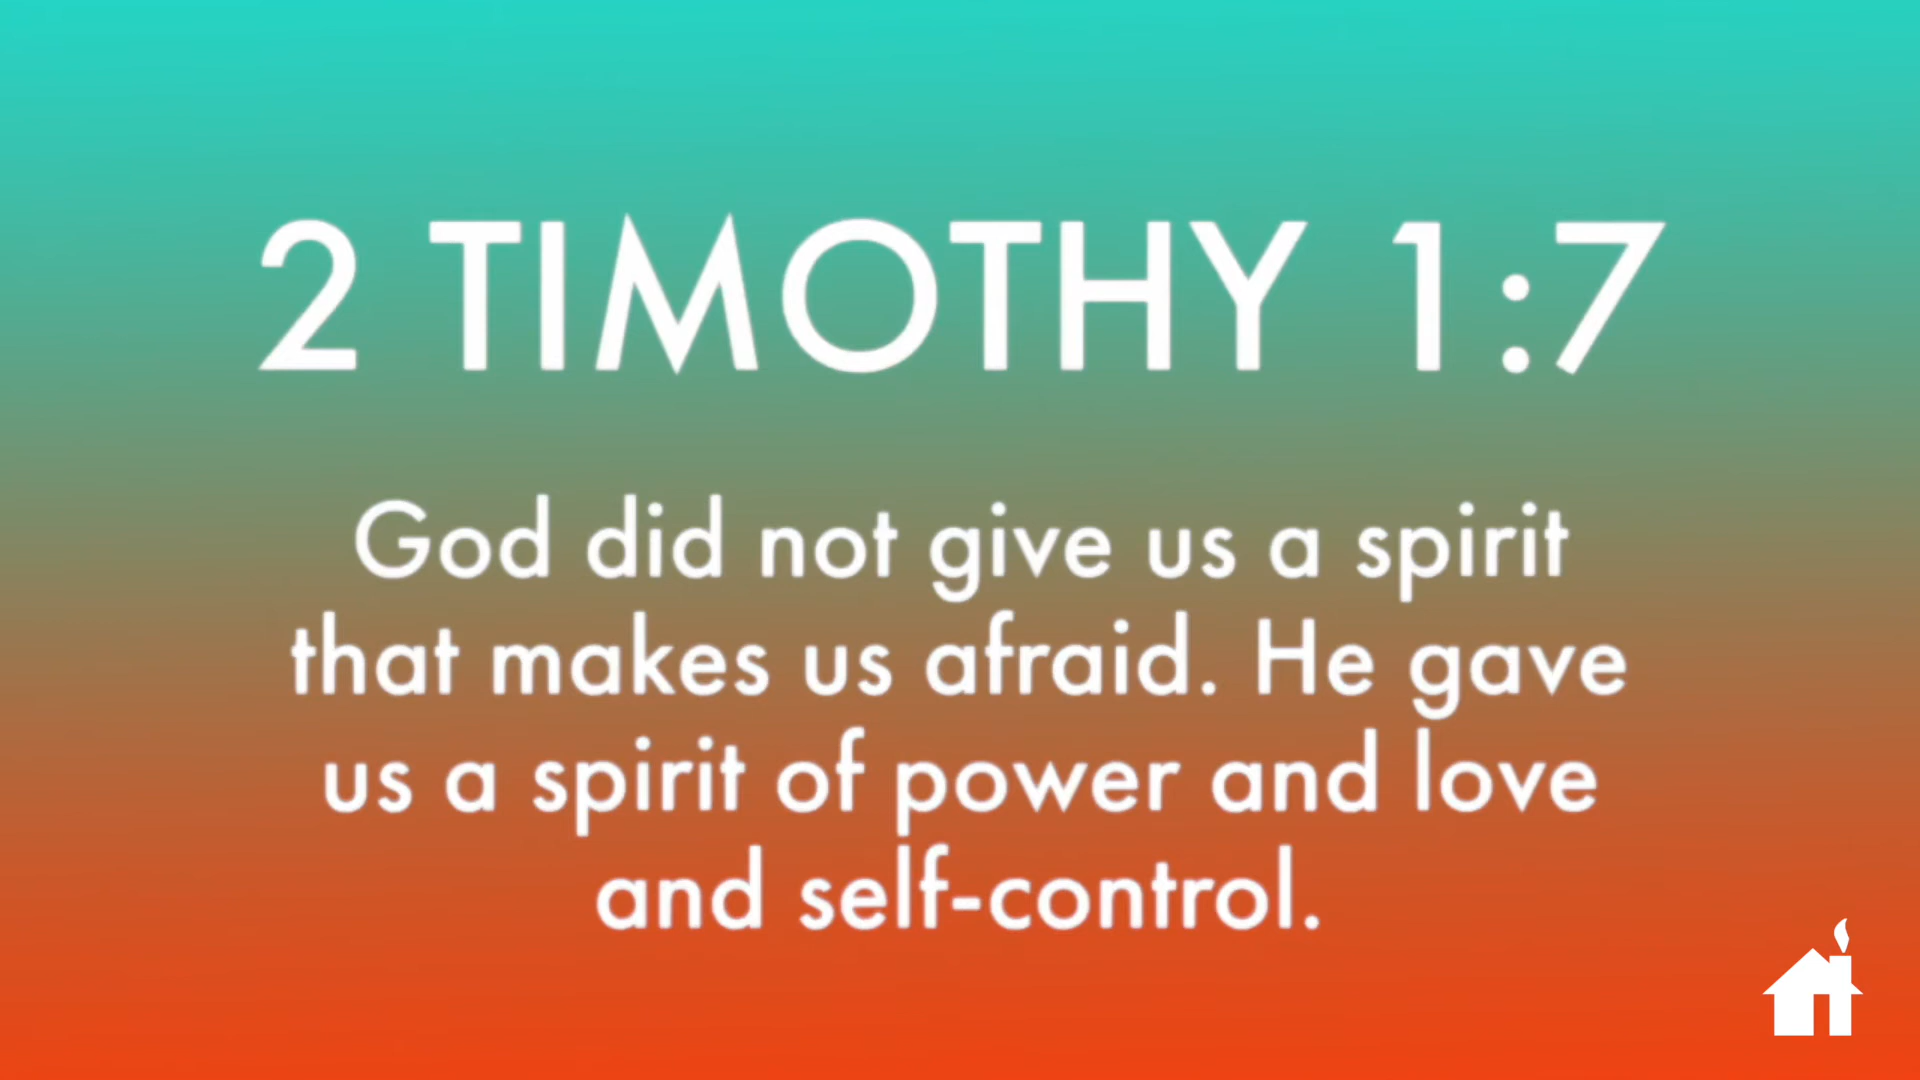 2 TIMOTHY 1:7
God did not give us a spirit
that makes us afraid. He gave
us a spirit of power and love
and self-control.